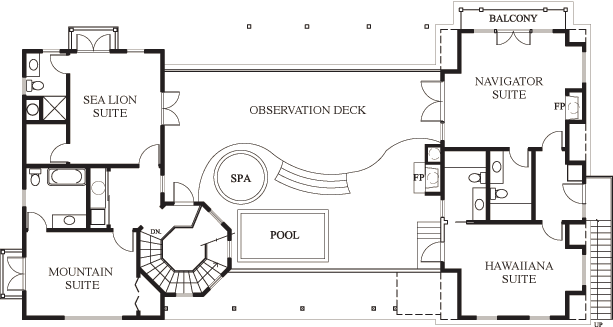 BALCONY
SEA LION
SUITE
OBSERVATION DECK
NAVIGATOR
SUITE
FP
SPA
FP
POOL
DN.
MOUNTAIN
SUITE
HAWAIIANA
SUITE
UP